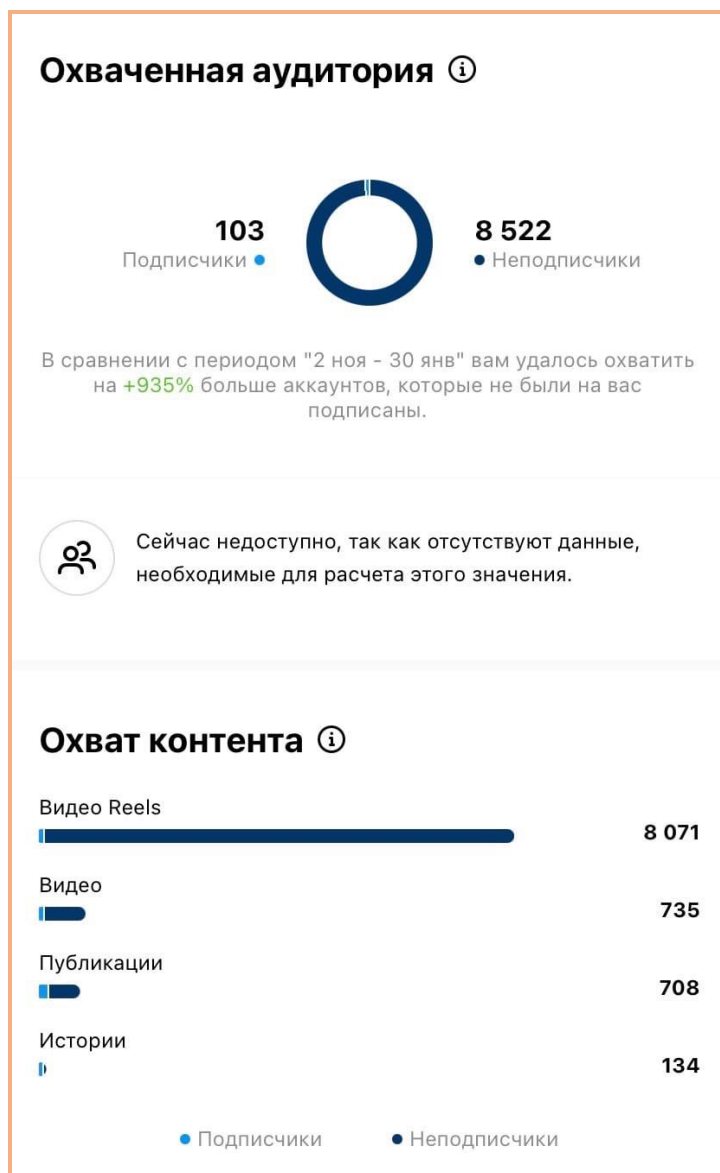 Охваченная аудитория
103
Подписчики
8 522
Неподписчики
В сравнении с периодом "2 ноя - 30 янв" вам удалось охватить
на +935% больше аккаунтов, которые не были на вас
подписаны.
Сейчас недоступно, так как отсутствуют данные,
необходимые для расчета этого значения.
Охват контента
Видео Reels
8 071
Видео
735
Публикации
708
Истории
134
Подписчики
Неподписчики